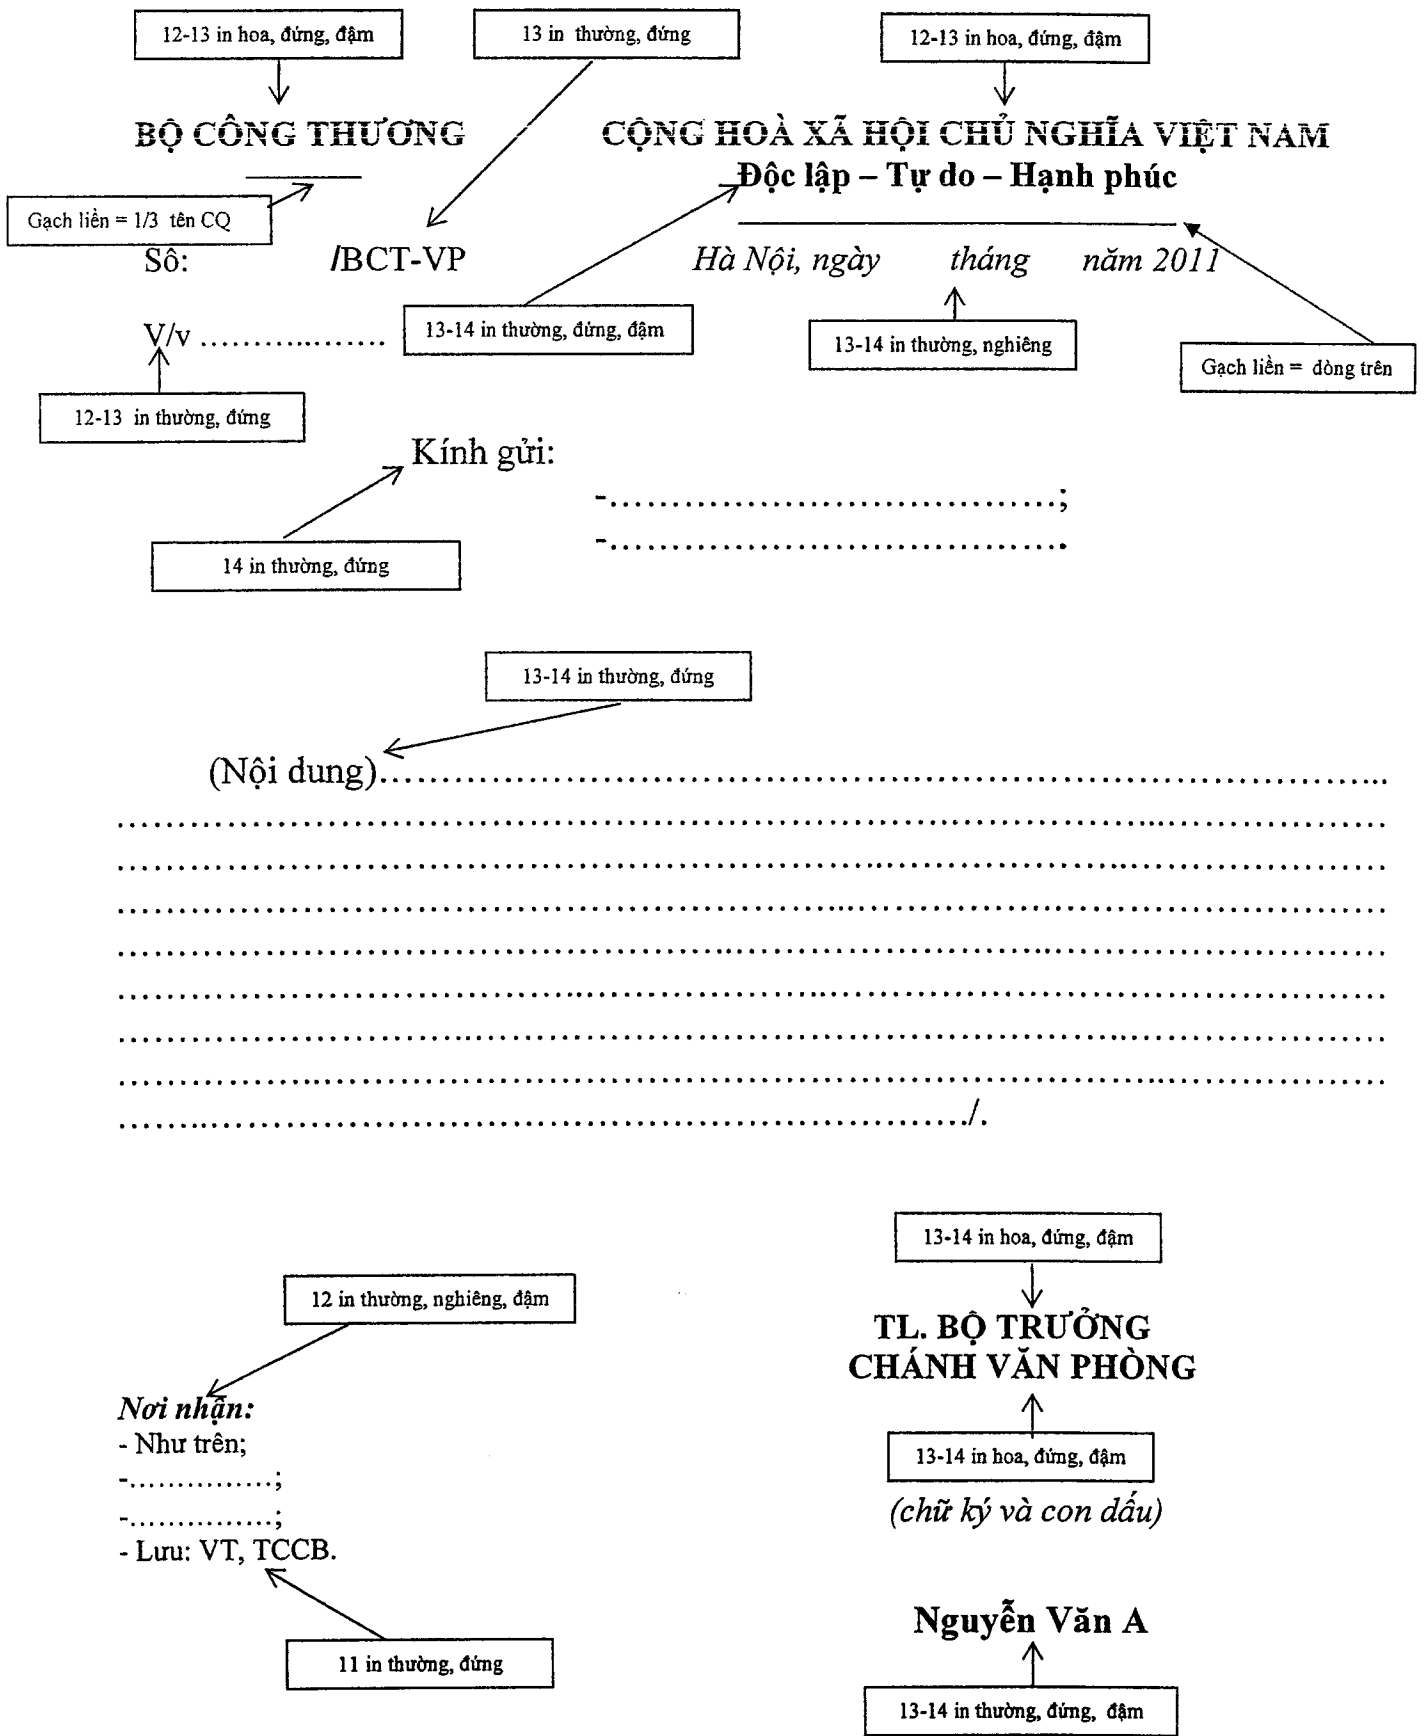 12-13 in hoa, đứng, đậm
13 in thường, đứng
12-13 in hoa, đứng, đậm
BỘ CÔNG THƯƠNG
CỘNG HOÀ XÃ HỘI CHỦ NGHĨA VIỆT NAM
Độc lập – Tự do – Hạnh phúc
Gạch liền = 1/3 tên CQ
Số: /BCT-VP
Hà Nội, ngày tháng năm 2011
V/v ....................
13-14 in thường, đứng, đậm
13-14 in thường, nghiêng
Gạch liền = dòng trên
12-13 in thường, đứng
Kính gửi:
-....................................;
-....................................
14 in thường, đứng
13-14 in thường, đứng
(Nội dung)....................................................................................
..........................................................................................................
..........................................................................................................
..........................................................................................................
..........................................................................................................
..........................................................................................................
..........................................................................................................
..........................................................................................................
......................................................................./.
13-14 in hoa, đứng, đậm
12 in thường, nghiêng, đậm
TL. BỘ TRƯỞNG
CHÁNH VĂN PHÒNG
Nơi nhận:
- Như trên;
13-14 in hoa, đứng, đậm
-................;
(chữ ký và con dấu)
-................;
- Lưu: VT, TCCB.
Nguyễn Văn A
11 in thường, đứng
13-14 in thường, đứng, đậm